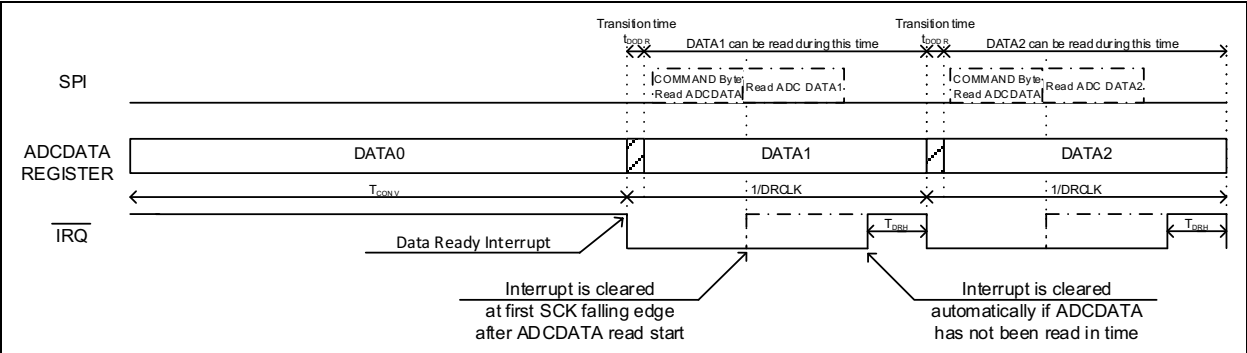 Transition time
tDODR
DATA1 can be read during this time
Transition time
tDODR
DATA2 can be read during this time
SPI
COMMAND Byte
Read ADCDATA
Read ADC DATA1
COMMAND Byte
Read ADCDATA
Read ADC DATA2
ADCDATA
REGISTER
DATA0
DATA1
DATA2
TCONV
1/DRCLK
1/DRCLK
IRQ
TDRH
TDRH
Data Ready Interrupt
Interrupt is cleared
at first SCK falling edge
after ADCDATA read start
Interrupt is cleared
automatically if ADCDATA
has not been read in time